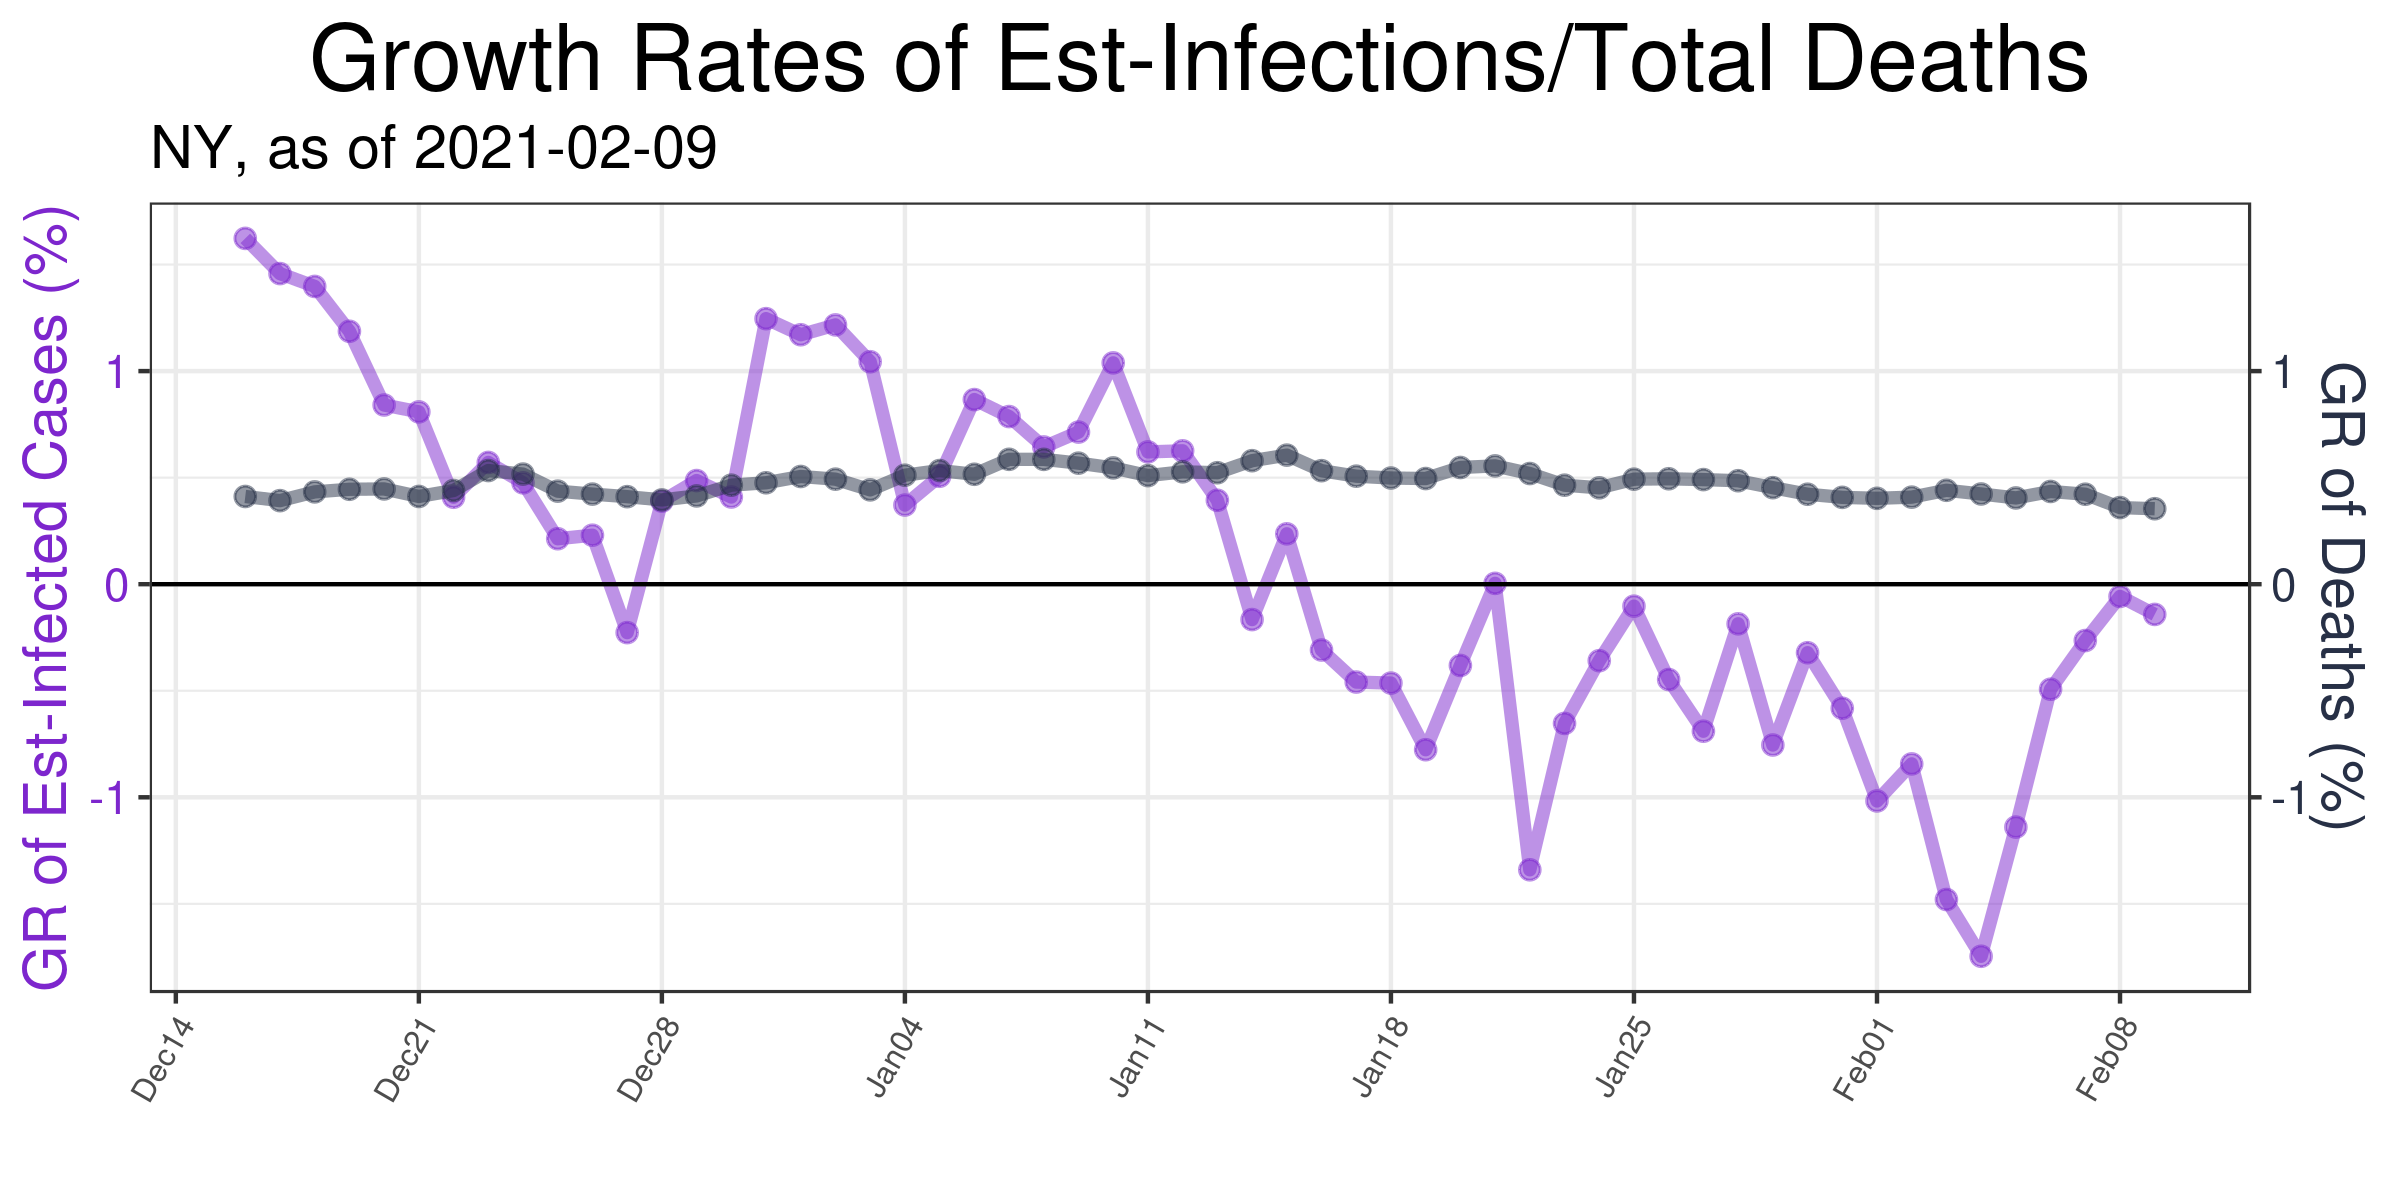 Growth Rates of Est-Infections/Total Deaths
NY, as of 2021-02-09
GR of Est-Infected Cases (%)
1
0
-1
1
0
-1
GR of Deaths (%)
Dec14
Dec21
Dec28
Jan04
Jan11
Jan18
Jan25
Feb01
Feb08